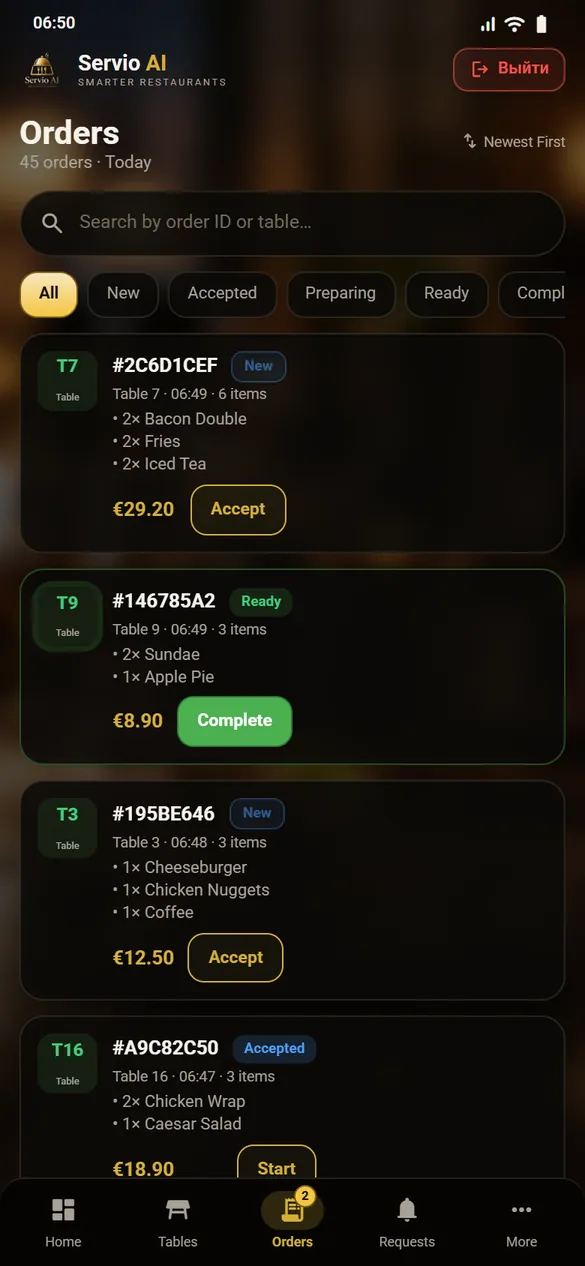 06:50
Servio AI
Servio AI
SMARTER RESTAURANTS
Выйти
Orders
45 orders · Today
Newest First
Search by order ID or table…
All
New
Accepted
Preparing
Ready
Compl
T7
Table
#2C6D1CEF
New
Table 7 · 06:49 · 6 items
• 2× Bacon Double
• 2× Fries
• 2× Iced Tea
€29.20
Accept
T9
Table
#146785A2
Ready
Table 9 · 06:49 · 3 items
• 2× Sundae
• 1× Apple Pie
€8.90
Complete
T3
Table
#195BE646
New
Table 3 · 06:48 · 3 items
• 1× Cheeseburger
• 1× Chicken Nuggets
• 1× Coffee
€12.50
Accept
T16
Table
#A9C82C50
Accepted
Table 16 · 06:47 · 3 items
• 2× Chicken Wrap
• 1× Caesar Salad
€18.90
Start
2
Home
Tables
Orders
Requests
More